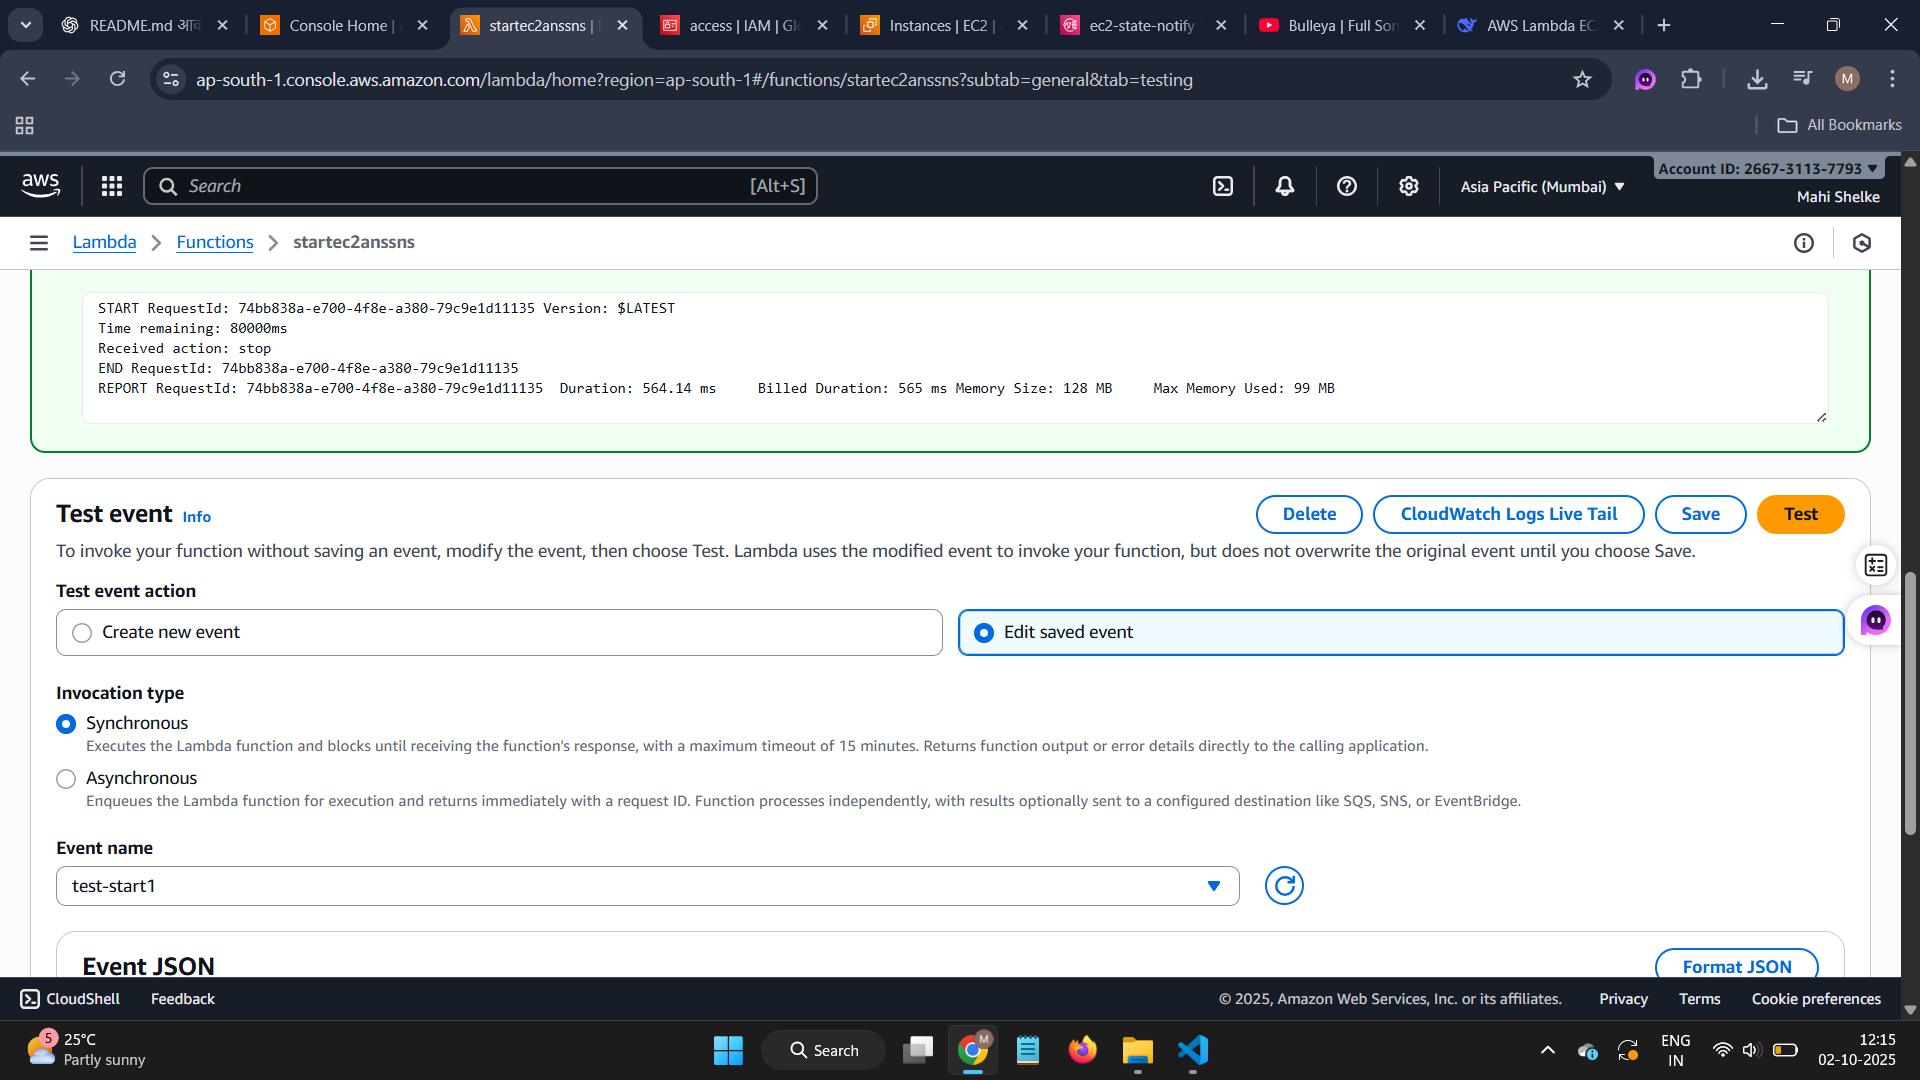 README.md आव
Console Home |
startec2anssns |
access | IAM | Glo
Instances | EC2 |
ec2-state-notify
Bulleya | Full Son
AWS Lambda EC
ap-south-1.console.aws.amazon.com/lambda/home?region=ap-south-1#/functions/startec2anssns?subtab=general&tab=testing
M
All Bookmarks
aws
Search
[Alt+S]
Asia Pacific (Mumbai)
Account ID: 2667-3113-7793
Mahi Shelke
Lambda
Functions
startec2anssns
START RequestId: 74bb838a-e700-4f8e-a380-79c9e1d11135 Version: $LATEST
Time remaining: 80000ms
Received action: stop
END RequestId: 74bb838a-e700-4f8e-a380-79c9e1d11135
REPORT RequestId: 74bb838a-e700-4f8e-a380-79c9e1d11135 Duration: 564.14 ms Billed Duration: 565 ms Memory Size: 128 MB Max Memory Used: 99 MB
Test event Info
Delete
CloudWatch Logs Live Tail
Save
Test
To invoke your function without saving an event, modify the event, then choose Test. Lambda uses the modified event to invoke your function, but does not overwrite the original event until you choose Save.
Test event action
Create new event
Edit saved event
Invocation type
Synchronous
Executes the Lambda function and blocks until receiving the function's response, with a maximum timeout of 15 minutes. Returns function output or error details directly to the calling application.
Asynchronous
Enqueues the Lambda function for execution and returns immediately with a request ID. Function processes independently, with results optionally sent to a configured destination like SQS, SNS, or EventBridge.
Event name
test-start1
Event JSON
Format JSON
CloudShell
Feedback
© 2025, Amazon Web Services, Inc. or its affiliates.
Privacy
Terms
Cookie preferences
5
25°C
Partly sunny
Search
M
ENG
IN
12:15
02-10-2025